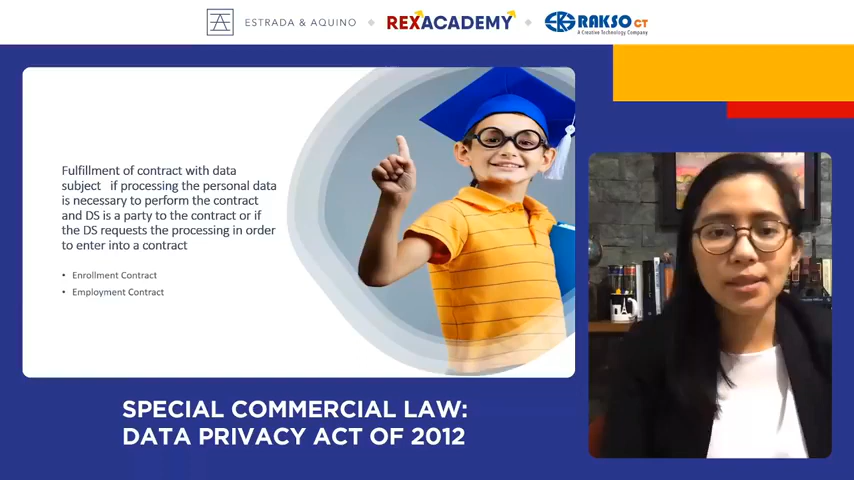 ESTRADA & AQUINO
REX ACADEMY
RAKSO CT
A Creative Technology Company
Fulfillment of contract with data
subject if processing the personal data
is necessary to perform the contract
and DS is a party to the contract or if
the DS requests the processing in order
to enter into a contract
• Enrollment Contract
• Employment Contract
SPECIAL COMMERCIAL LAW:
DATA PRIVACY ACT OF 2012